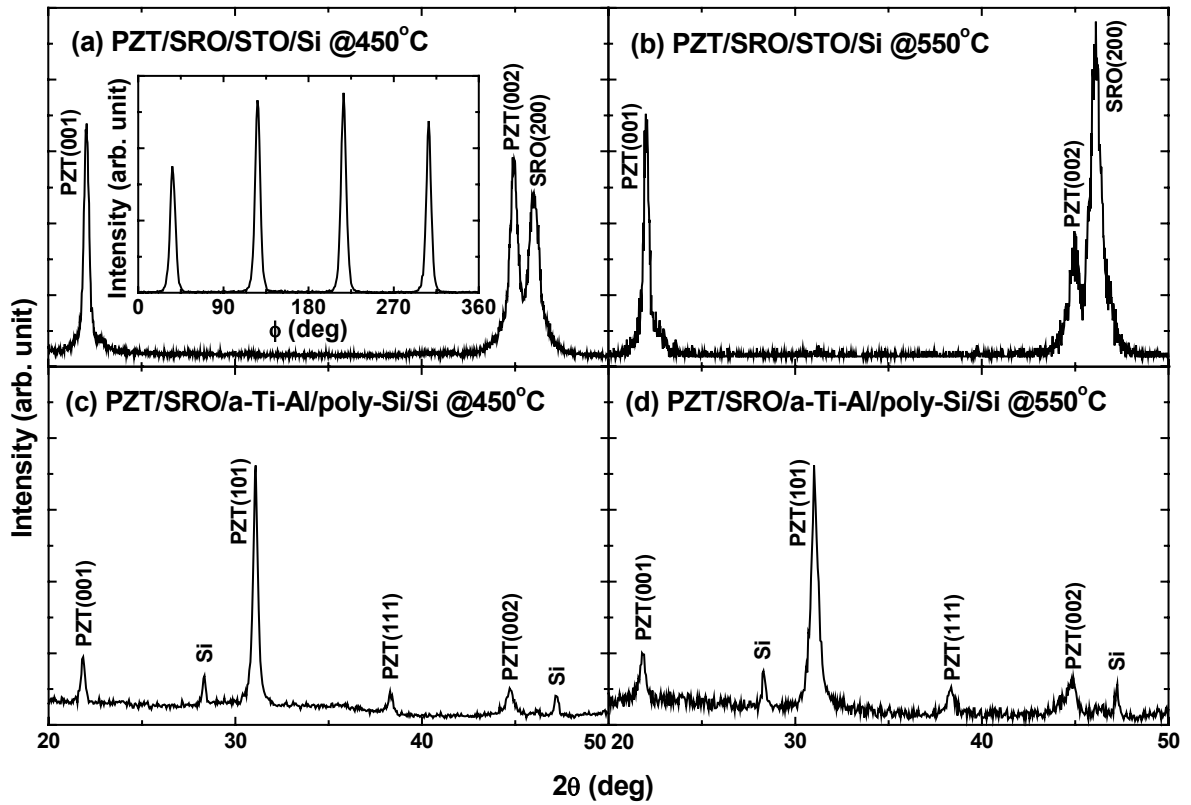 (a) PZT/SRO/STO/Si @450°C
PZT(001)
PZT(002)
SRO(200)
Intensity (arb. unit)
0 90 180 270 360
ϕ (deg)
(b) PZT/SRO/STO/Si @550°C
PZT(001)
PZT(002)
SRO(200)
Intensity (arb. unit)
(c) PZT/SRO/a-Ti-Al/poly-Si/Si @450°C
PZT(001)
Si
PZT(101)
PZT(111)
PZT(002)
Si
(d) PZT/SRO/a-Ti-Al/poly-Si/Si @550°C
PZT(001)
Si
PZT(101)
PZT(111)
PZT(002)
Si
20 30 40 50 20 30 40 50
2θ (deg)